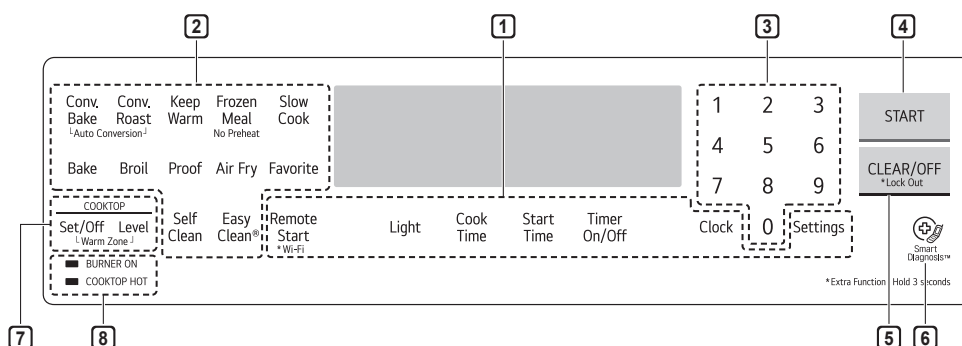 2 1 3 4
Conv. Bake Conv. Roast Keep Warm Frozen Meal Slow Cook
└Auto Conversion┘ No Preheat
Bake Broil Proof Air Fry Favorite
1 2 3
4 5 6
7 8 9
START
CLEAR/OFF
*Lock Out
COOKTOP
Set/Off Level
└Warm Zone┘
Self Clean Easy Clean® Remote Start Light Cook Time Start Time Timer On/Off Clock 0 Settings
*Wi-Fi
Smart
Diagnosis™
BURNER ON
COOKTOP HOT
*Extra Function : Hold 3 seconds
7 8 5 6